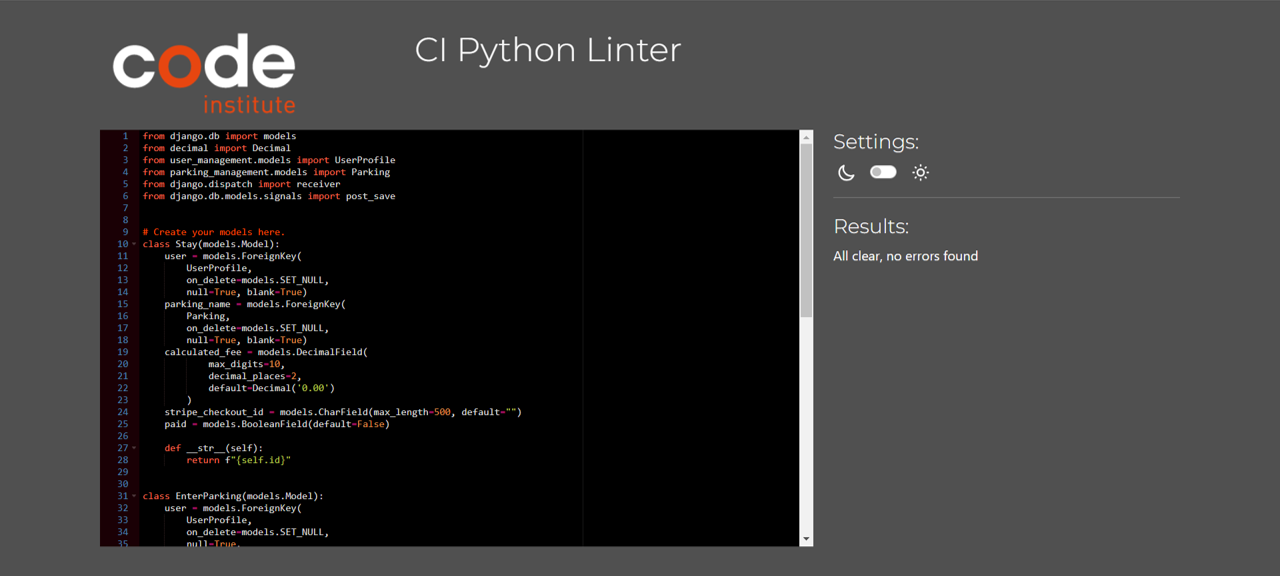 code
institute
CI Python Linter
1 from django.db import models
2 from decimal import Decimal
3 from user_management.models import UserProfile
4 from parking_management.models import Parking
5 from django.dispatch import receiver
6 from django.db.models.signals import post_save
7
8
9 # Create your models here.
10 class Stay(models.Model):
11 user = models.ForeignKey(
12 UserProfile,
13 on_delete=models.SET_NULL,
14 null=True, blank=True)
15 parking_name = models.ForeignKey(
16 Parking,
17 on_delete=models.SET_NULL,
18 null=True, blank=True)
19 calculated_fee = models.DecimalField(
20 max_digits=10,
21 decimal_places=2,
22 default=Decimal('0.00')
23 )
24 stripe_checkout_id = models.CharField(max_length=500, default="")
25 paid = models.BooleanField(default=False)
26
27 def __str__(self):
28 return f"{self.id}"
29
30
31 class EnterParking(models.Model):
32 user = models.ForeignKey(
33 UserProfile,
34 on_delete=models.SET_NULL,
35 null=True,
Settings:
Results:
All clear, no errors found